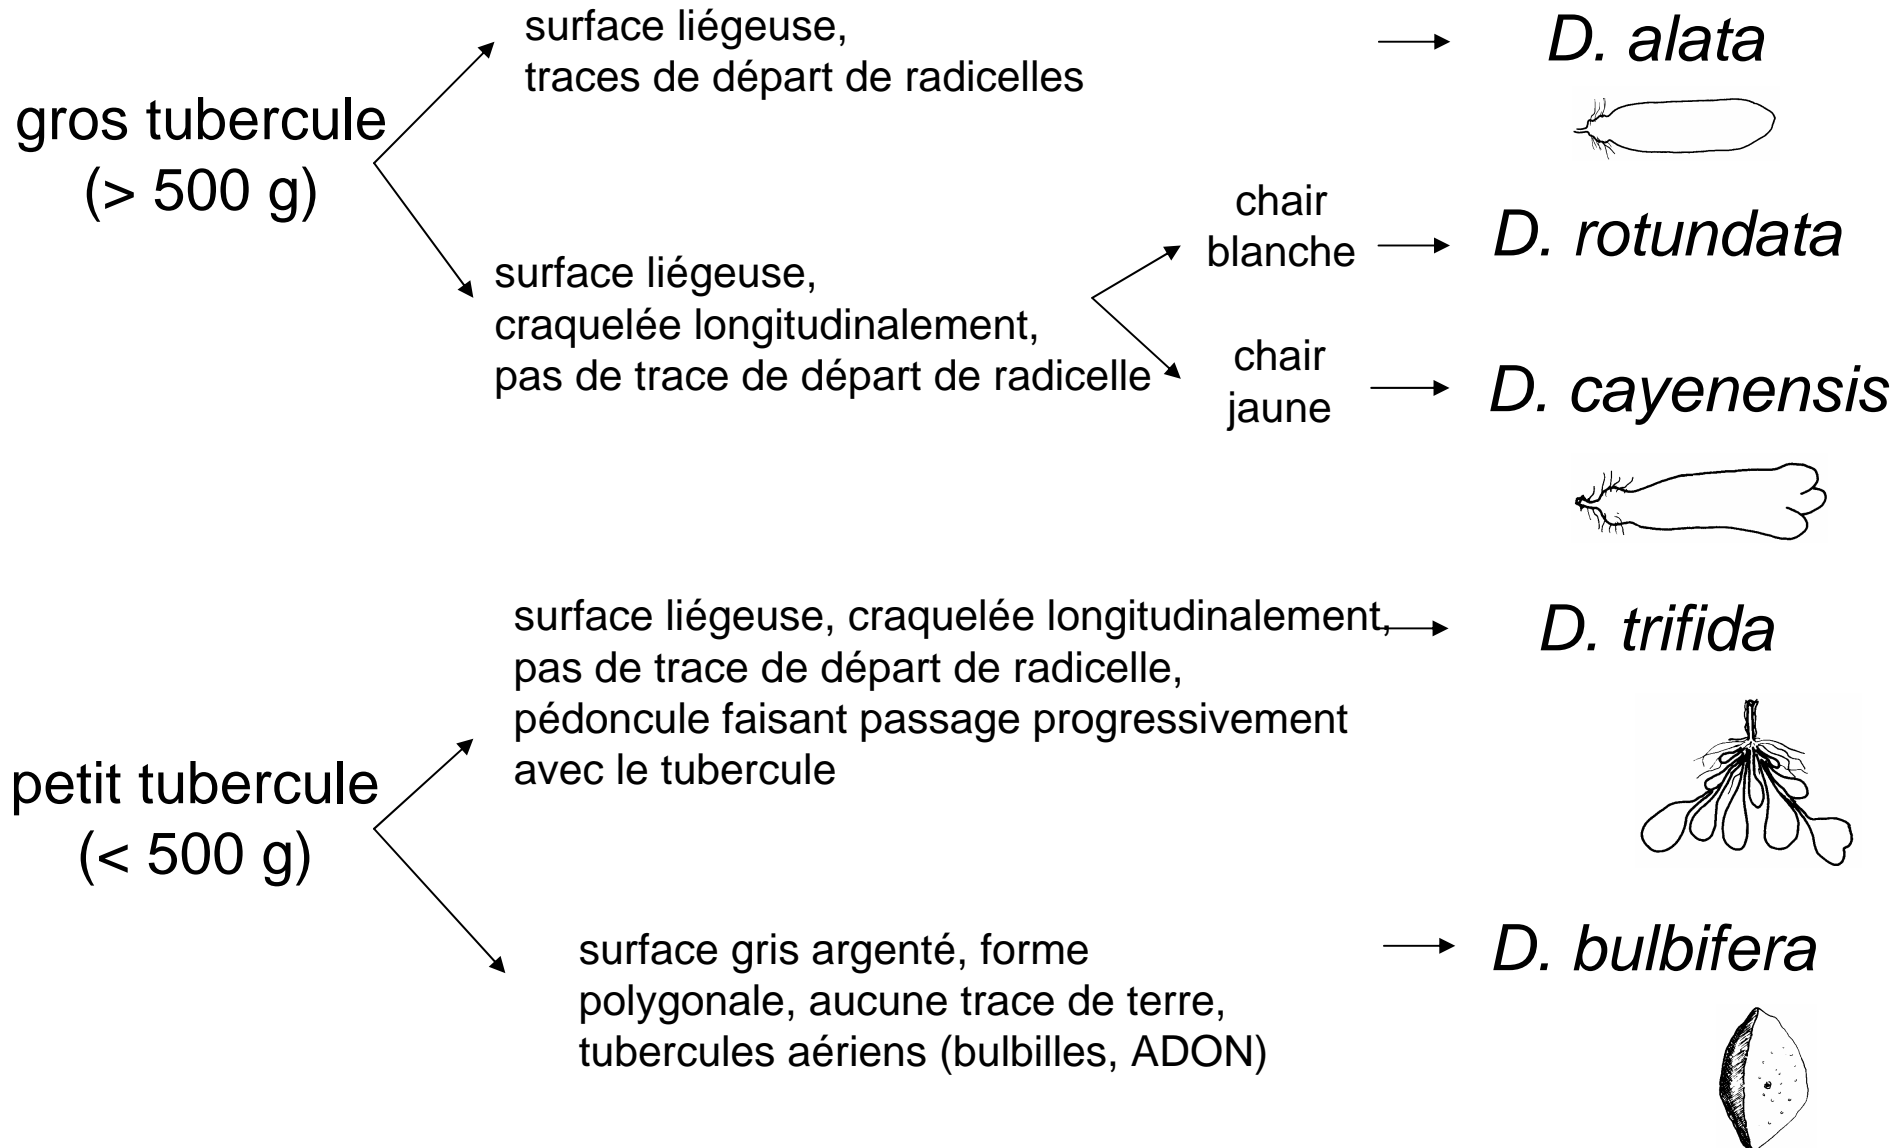 surface liégeuse,
traces de départ de radicelles
D. alata
gros tubercule
(> 500 g)
chair
blanche
D. rotundata
surface liégeuse,
craquelée longitudinalement,
pas de trace de départ de radicelle
chair
jaune
D. cayenensis
surface liégeuse, craquelée longitudinalement,
pas de trace de départ de radicelle,
pédoncule faisant passage progressivement
avec le tubercule
D. trifida
petit tubercule
(< 500 g)
surface gris argenté, forme
polygonale, aucune trace de terre,
tubercules aériens (bulbilles, ADON)
D. bulbifera